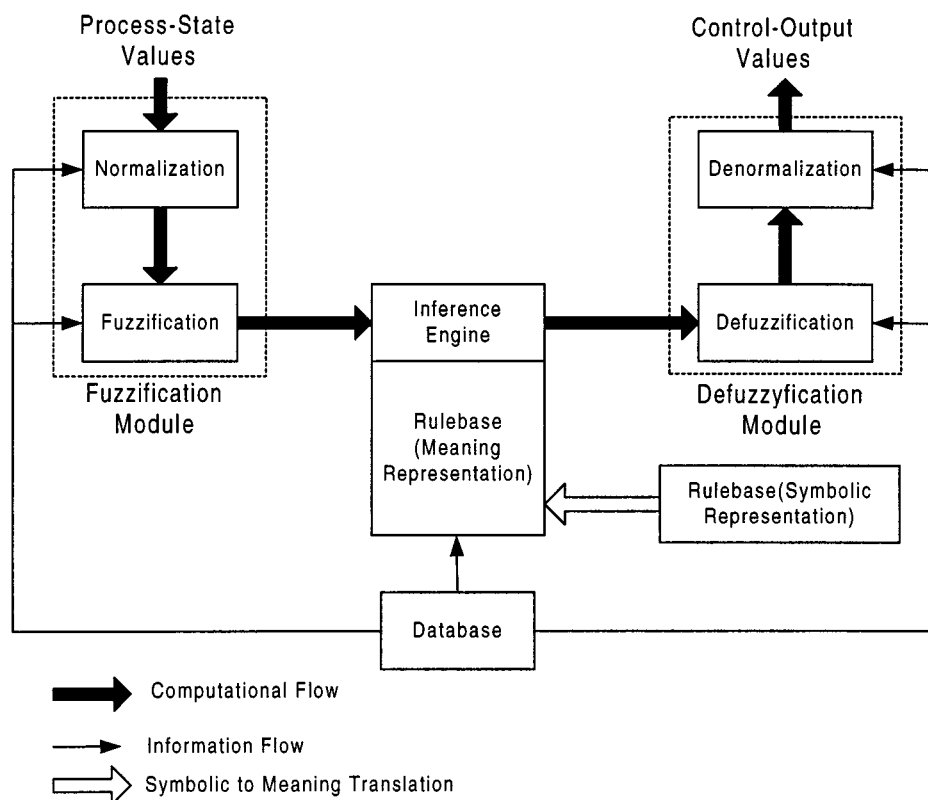 Process-State
Values
Control-Output
Values
Normalization
Denormalization
Fuzzification
Inference
Engine
Defuzzification
Fuzzification
Module
Rulebase
(Meaning
Representation)
Defuzzyfication
Module
Rulebase(Symbolic
Representation)
Database
Computational Flow
Information Flow
Symbolic to Meaning Translation